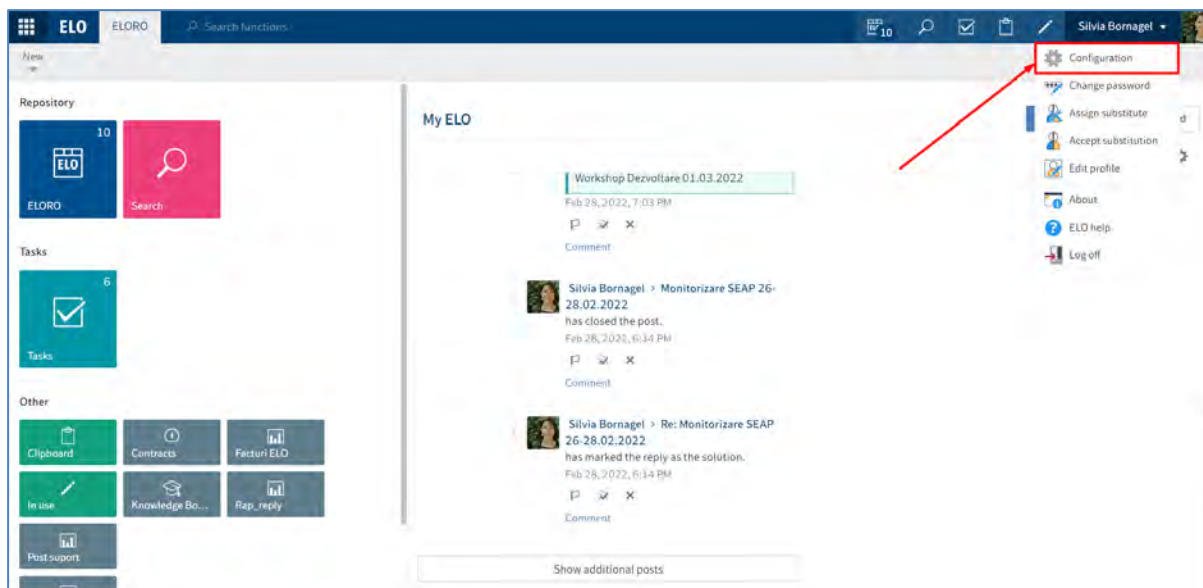 ELO
ELORO
Search functions
10
Silvia Bornagel
New
Configuration
Change password
Assign substitute
Accept substitution
Edit profile
About
ELO help
Log off
Repository
10
ELO
ELORO
Search
Tasks
6
Tasks
Other
Clipboard
Contracts
Facturi ELO
In use
Knowledge Bo...
Rap_reply
Post suport
My ELO
Workshop Dezvoltare 01.03.2022
Feb 28, 2022, 7:03 PM
Comment
Silvia Bornagel > Monitorizare SEAP 26-
28.02.2022
has closed the post.
Feb 28, 2022, 6:14 PM
Comment
Silvia Bornagel > Re: Monitorizare SEAP
26-28.02.2022
has marked the reply as the solution.
Feb 28, 2022, 6:14 PM
Comment
Show additional posts
d